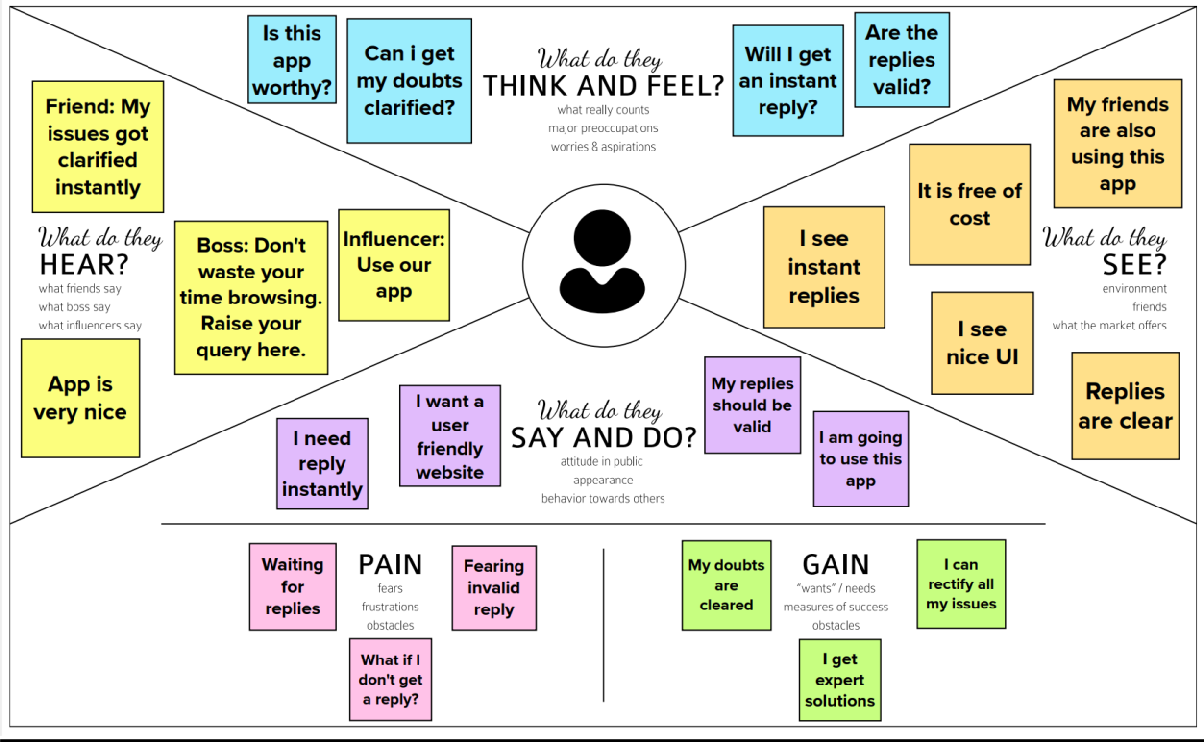 Is this
app
worthy?
Can i get
my doubts
clarified?
What do they
THINK AND FEEL?
what really counts
major preoccupations
worries & aspirations
Will I get
an instant
reply?
Are the
replies
valid?
Friend: My
issues got
clarified
instantly
What do they
HEAR?
what friends say
what boss say
what influencers say
Boss: Don't
waste your
time browsing.
Raise your
query here.
Influencer:
Use our
app
App is
very nice
My friends
are also
using this
app
It is free of
cost
I see
instant
replies
What do they
SEE?
environment
friends
what the market offers
I see
nice UI
Replies
are clear
I need
reply
instantly
I want a
user
friendly
website
What do they
SAY AND DO?
attitude in public
appearance
behavior towards others
My replies
should be
valid
I am going
to use this
app
Waiting
for
replies
PAIN
fears
frustrations
obstacles
Fearing
invalid
reply
What if I
don't get
a reply?
My doubts
are
cleared
GAIN
"wants" / needs
measures of success
obstacles
I can
rectify all
my issues
I get
expert
solutions